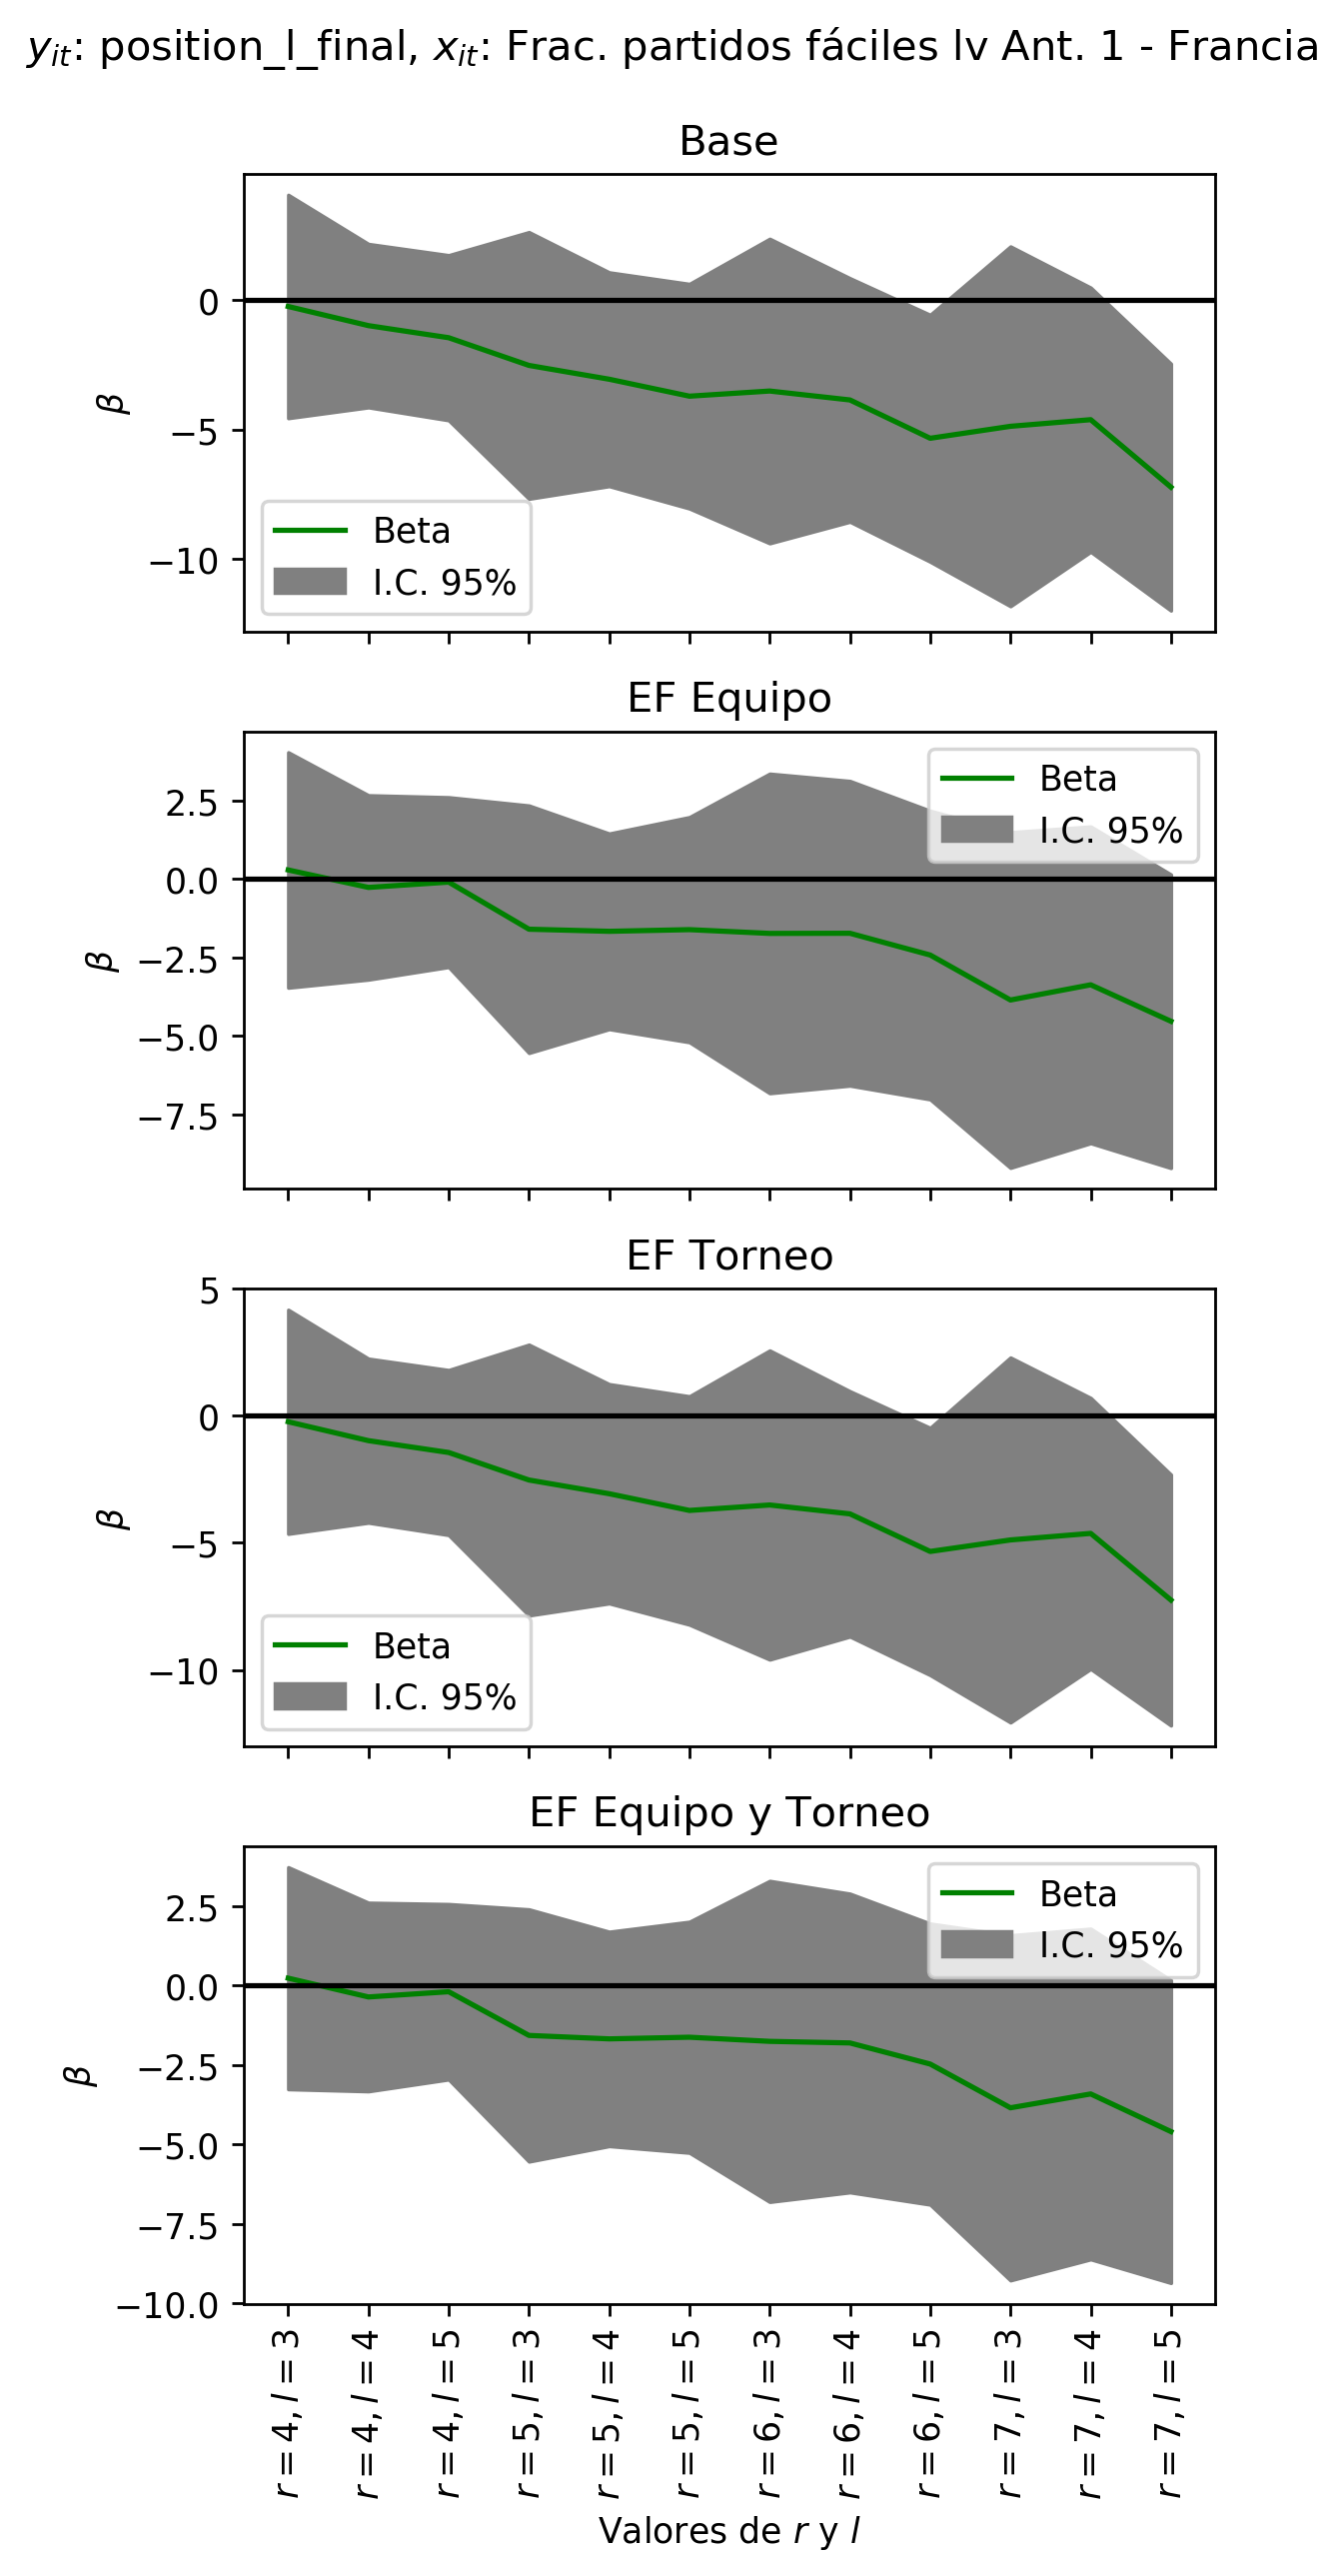 y_it: position_l_final, x_it: Frac. partidos fáciles lv Ant. 1 - Francia
Base
0
−5
−10
β
Beta
I.C. 95%
EF Equipo
2.5
0.0
−2.5
−5.0
−7.5
β
Beta
I.C. 95%
EF Torneo
5
0
−5
−10
β
Beta
I.C. 95%
EF Equipo y Torneo
2.5
0.0
−2.5
−5.0
−7.5
−10.0
β
Beta
I.C. 95%
r = 4, l = 3
r = 4, l = 4
r = 4, l = 5
r = 5, l = 3
r = 5, l = 4
r = 5, l = 5
r = 6, l = 3
r = 6, l = 4
r = 6, l = 5
r = 7, l = 3
r = 7, l = 4
r = 7, l = 5
Valores de r y l